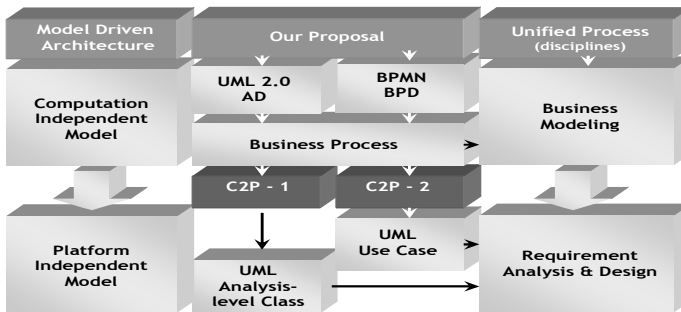 Model Driven
Architecture
Our Proposal
Unified Process
(disciplines)
UML 2.0
AD
BPMN
BPD
Computation
Independent
Model
Business Process
Business
Modeling
C2P - 1
C2P - 2
Platform
Independent
Model
UML
Analysis-
level Class
UML
Use Case
Requirement
Analysis & Design